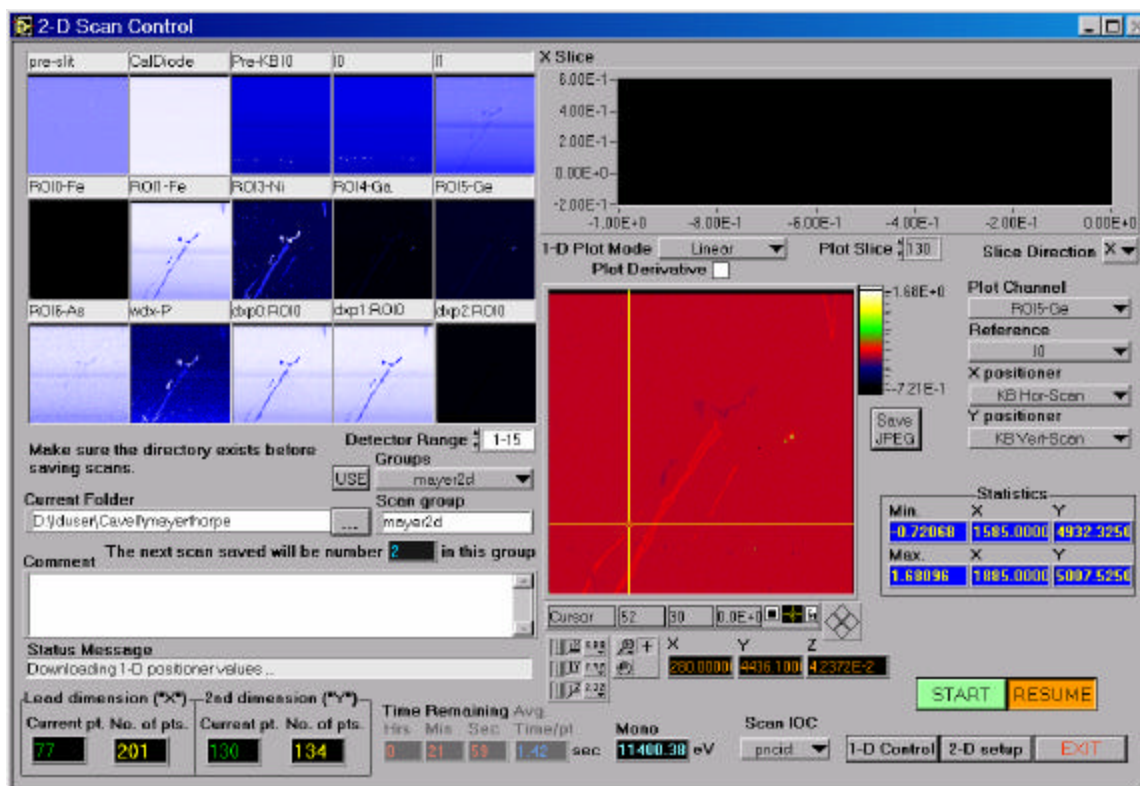 2-D Scan Control
pre-slit CalDiode Pre-KB I0 I0 I1
ROI0-Fe ROI1-Fe ROI3-Ni ROI4-Ga ROI5-Ge
ROI6-As wdx-P dxp0:ROI0 dxp1:ROI0 dxp2:ROI0
Make sure the directory exists before
saving scans.
Detector Range 1-15
USE
Groups
mayer2d
Current Folder
D:\iduser\Cavell\mayerthorpe
...
Scan group
mayer2d
The next scan saved will be number 2 in this group
Comment
Status Message
Downloading 1-D positioner values ..
Lead dimension ("X")
Current pt. No. of pts.
77 201
2nd dimension ("Y")
Current pt. No. of pts.
130 134
Time Remaining Avg.
Hrs Min Sec Time/pt
0 21 59 1.42 sec
Mono
11400.38 eV
Scan IOC
pncid
X Slice
6.00E-1
4.00E-1
2.00E-1
0.00E+0
-2.00E-1
-1.00E+0 -8.00E-1 -6.00E-1 -4.00E-1 -2.00E-1 0.00E+0
1-D Plot Mode Linear
Plot Slice 130
Slice Direction X
Plot Derivative
-1.68E+0
-7.21E-1
Save
JPEG
Plot Channel
ROI5-Ge
Reference
I0
X positioner
KB Hor-Scan
Y positioner
KB Vert-Scan
Statistics
Min. X Y
-0.72068 1585.0000 4932.3250
Max. X Y
1.68096 1885.0000 5007.5250
Cursor 52 30 0.0E+0
X Y Z
280.0000 4436.1000 4.2372E-2
START RESUME
1-D Control 2-D setup EXIT